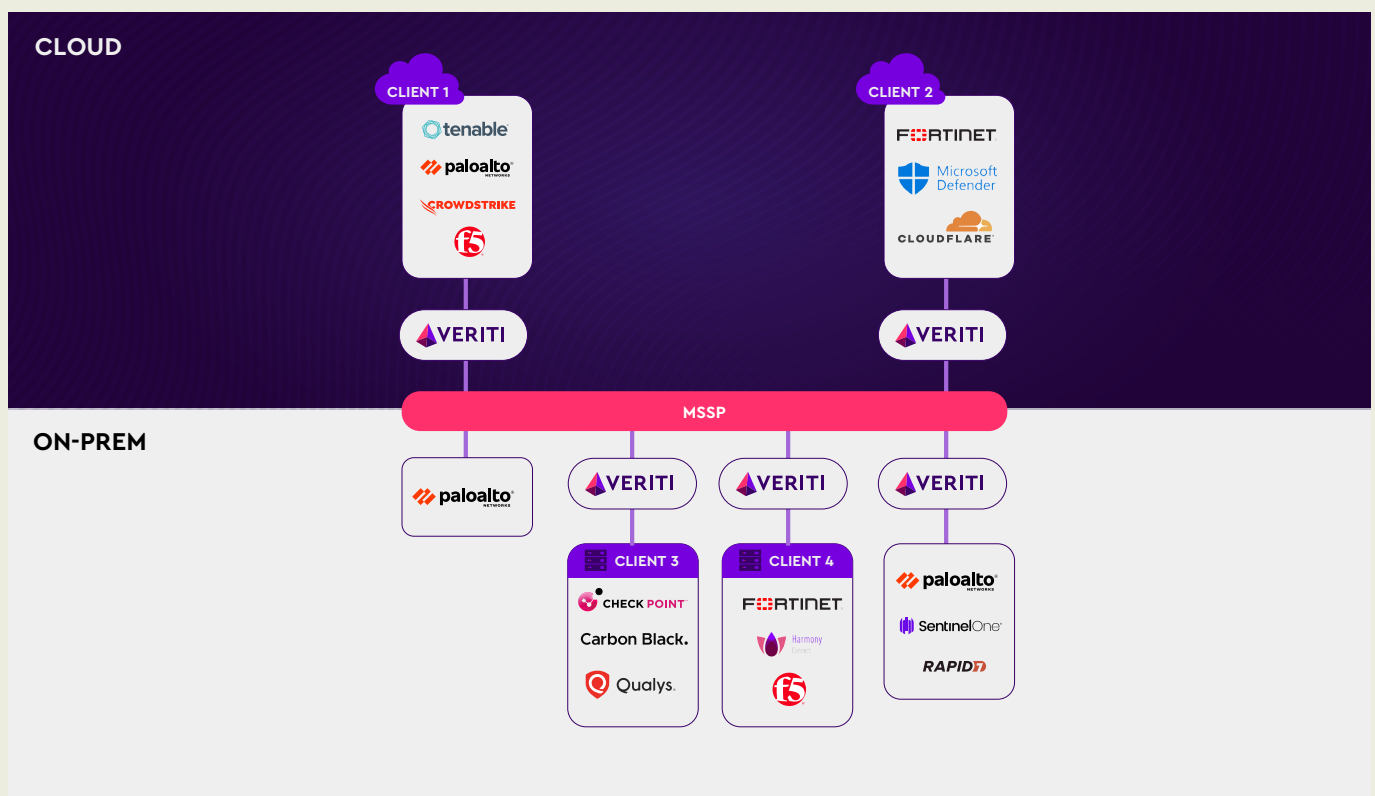 CLOUD
CLIENT 1
tenable
paloalto
NETWORKS
CROWDSTRIKE
f5
CLIENT 2
FORTINET
Microsoft
Defender
CLOUDFLARE
VERITI
VERITI
MSSP
ON-PREM
paloalto
NETWORKS
VERITI
VERITI
VERITI
CLIENT 3
CHECK POINT
Carbon Black.
Qualys.
CLIENT 4
FORTINET
Harmony
f5
paloalto
NETWORKS
SentinelOne
RAPID7